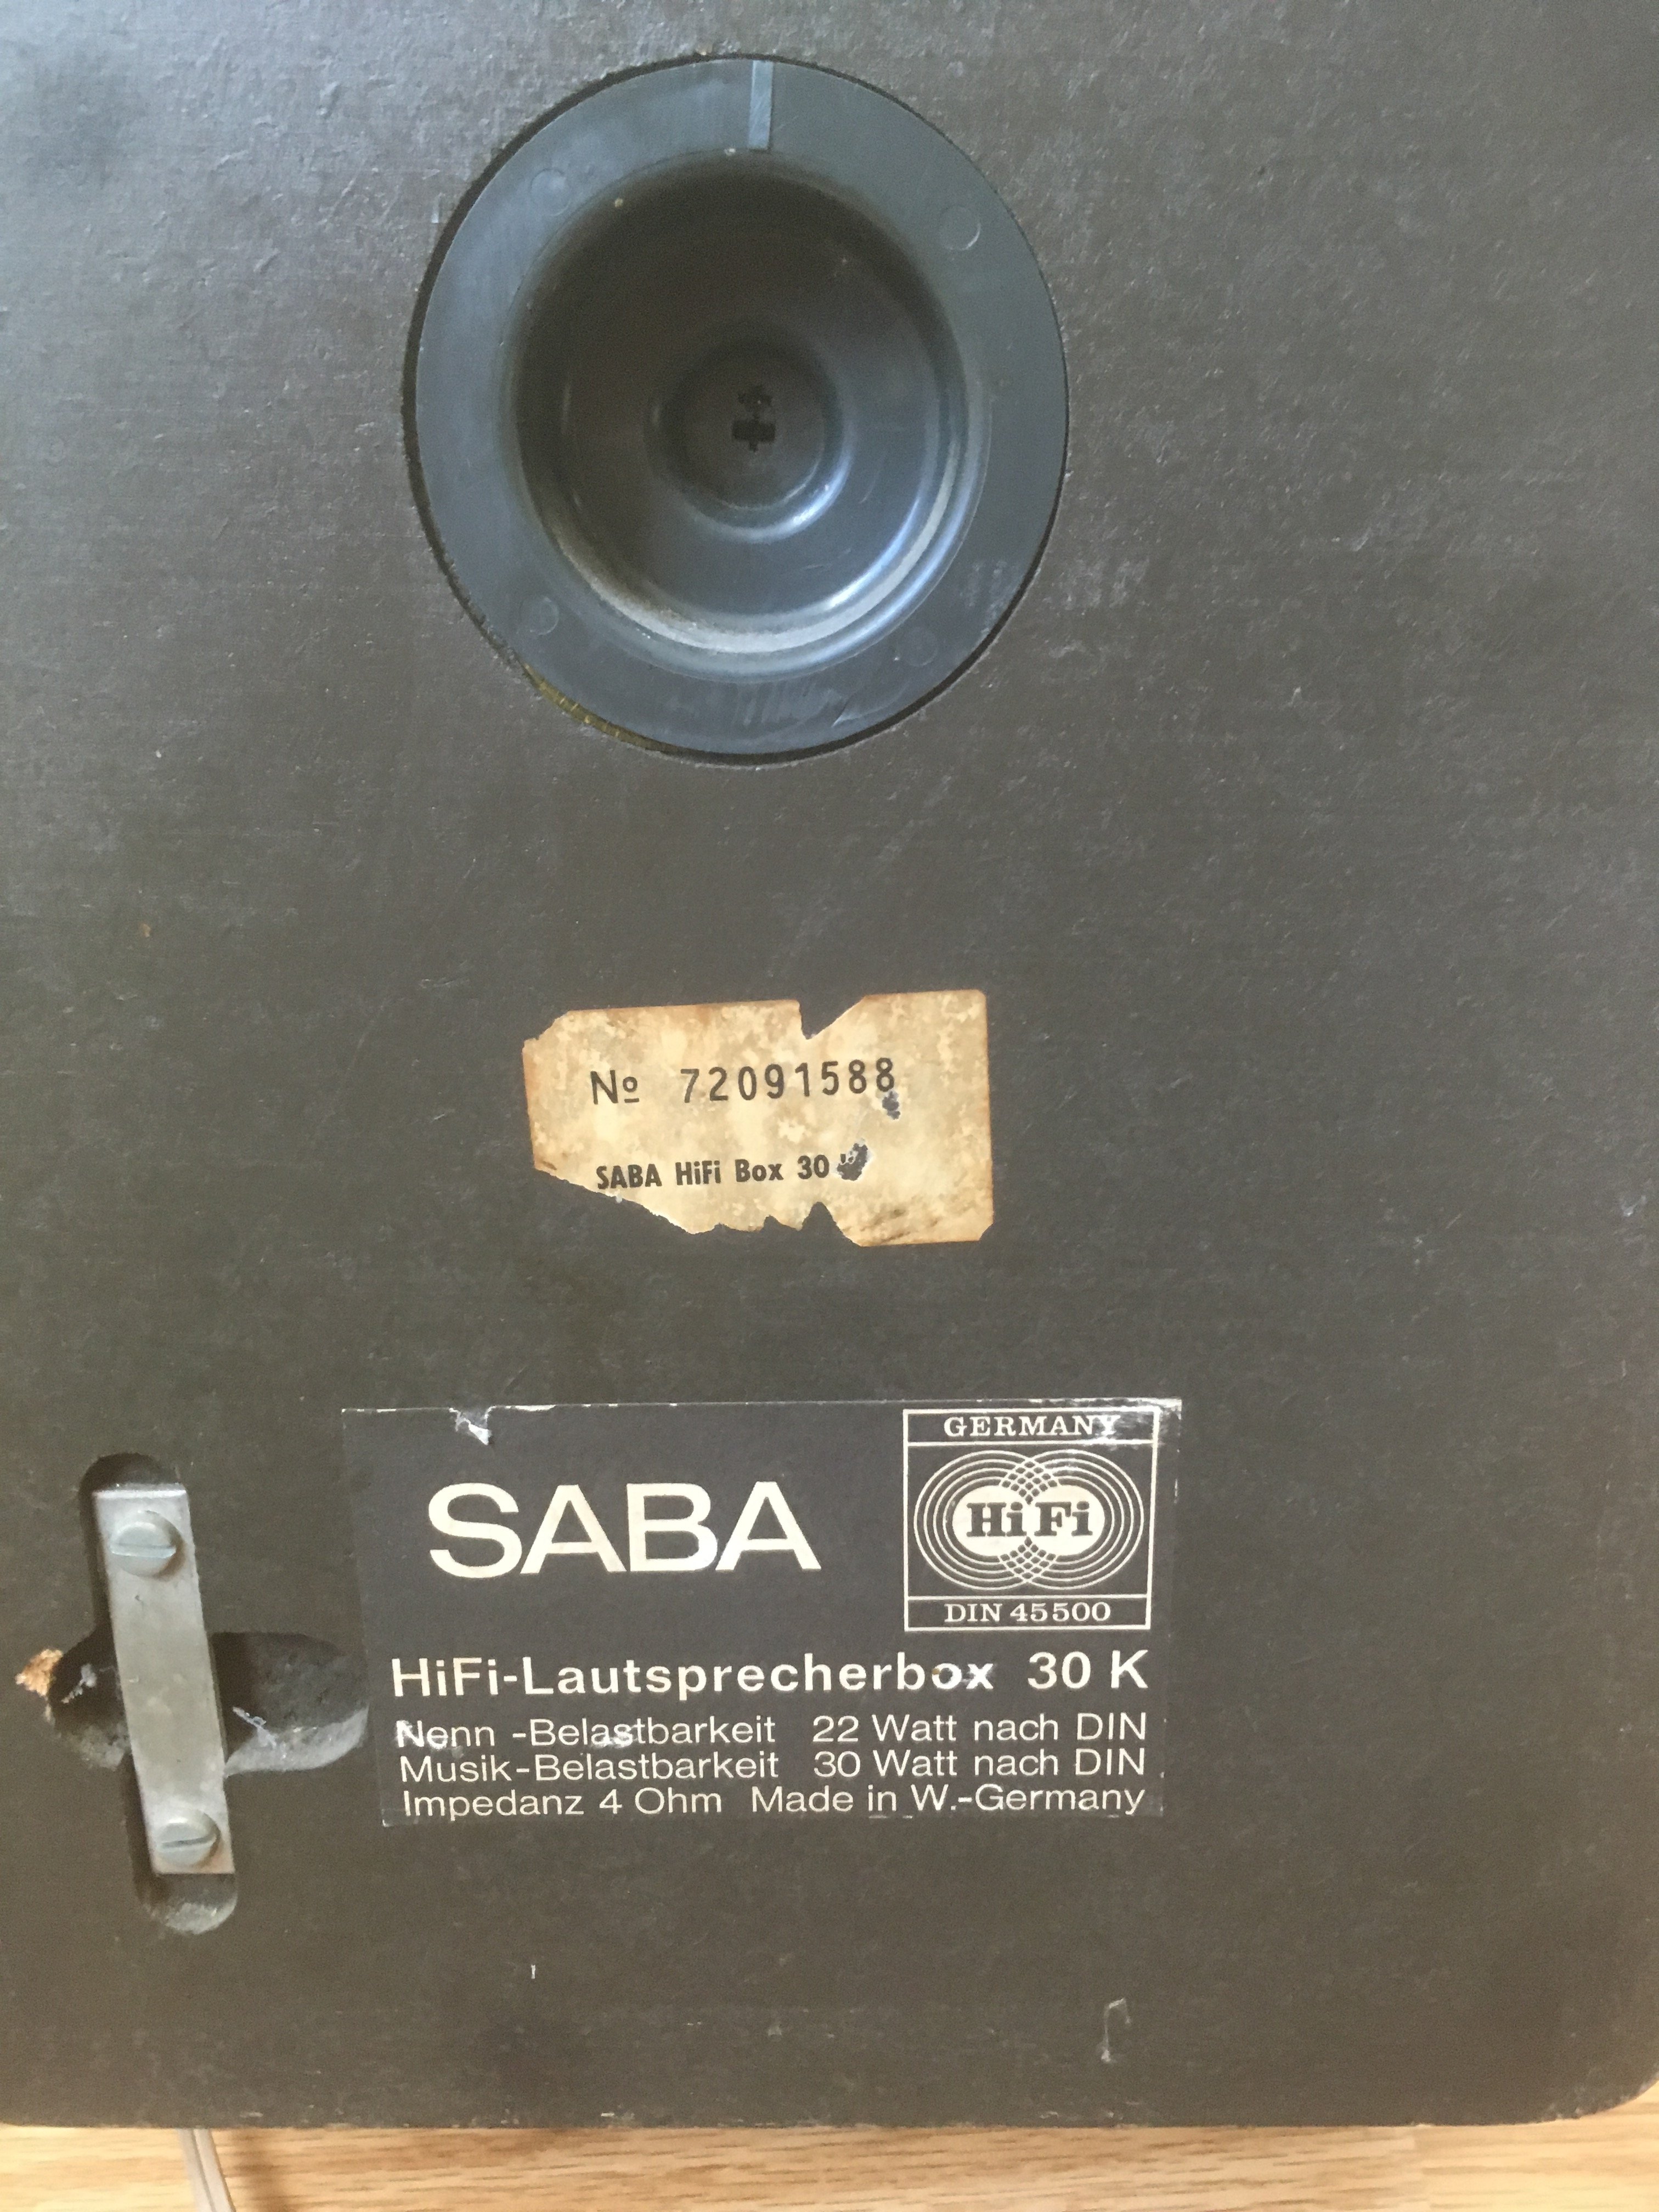 Nº 72091588
SABA HiFi Box 30
SABA
GERMANY
HiFi
DIN 45500
HiFi-Lautsprecherbox 30 K
Nenn -Belastbarkeit 22 Watt nach DIN
Musik-Belastbarkeit 30 Watt nach DIN
Impedanz 4 Ohm Made in W.-Germany